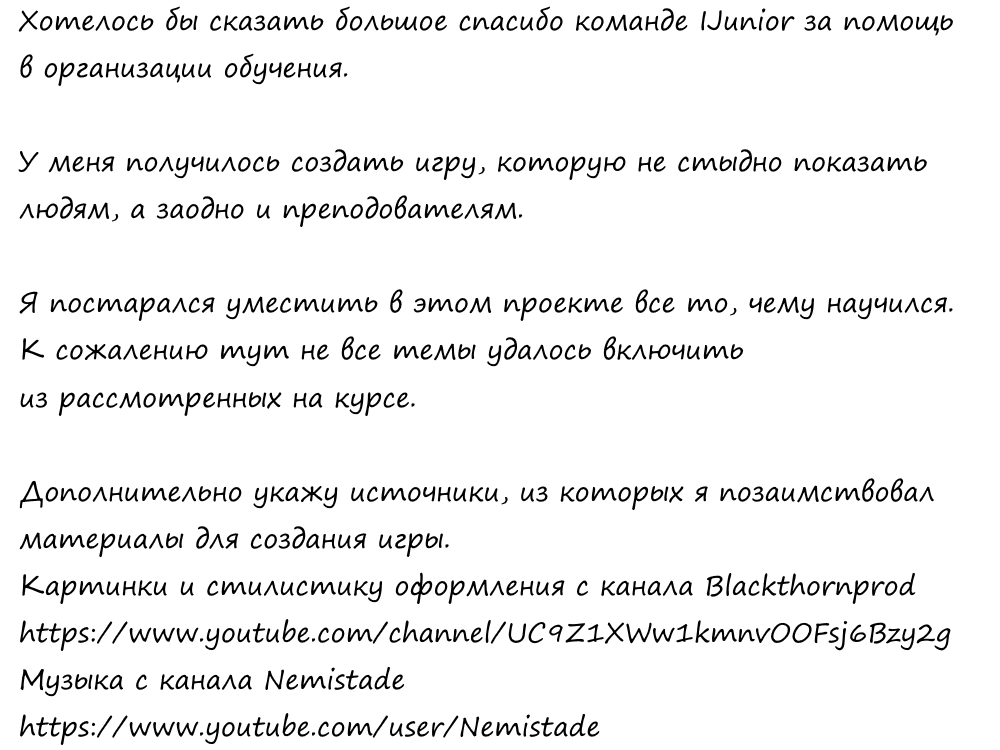 Хотелось бы сказать большое спасибо команде IJunior за помощь
в организации обучения.
У меня получилось создать игру, которую не стыдно показать
людям, а заодно и преподователям.
Я постарался уместить в этом проекте все то, чему научился.
К сожалению тут не все темы удалось включить
из рассмотренных на курсе.
Дополнительно укажу источники, из которых я позаимствовал
материалы для создания игры.
Картинки и стилистику оформления с канала Blackthornprod
https://www.youtube.com/channel/UC9Z1XWw1kmnvOOFsj6Bzy2g
Музыка с канала Nemistade
https://www.youtube.com/user/Nemistade